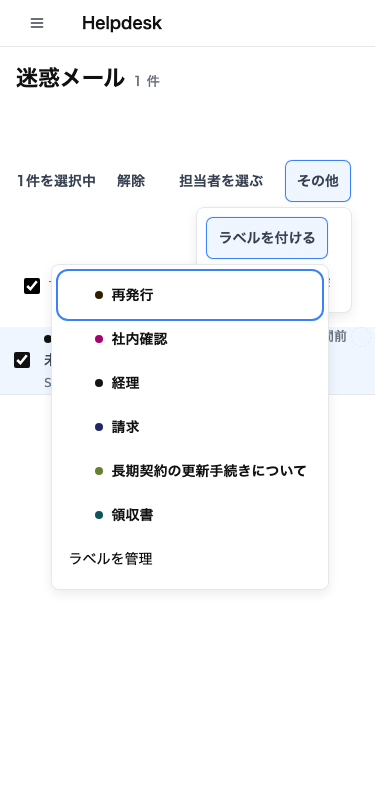 Helpdesk
迷惑メール 1 件
1件を選択中 解除 担当者を選ぶ その他
ラベルを付ける
再発行
社内確認
経理
請求
長期契約の更新手続きについて
領収書
ラベルを管理